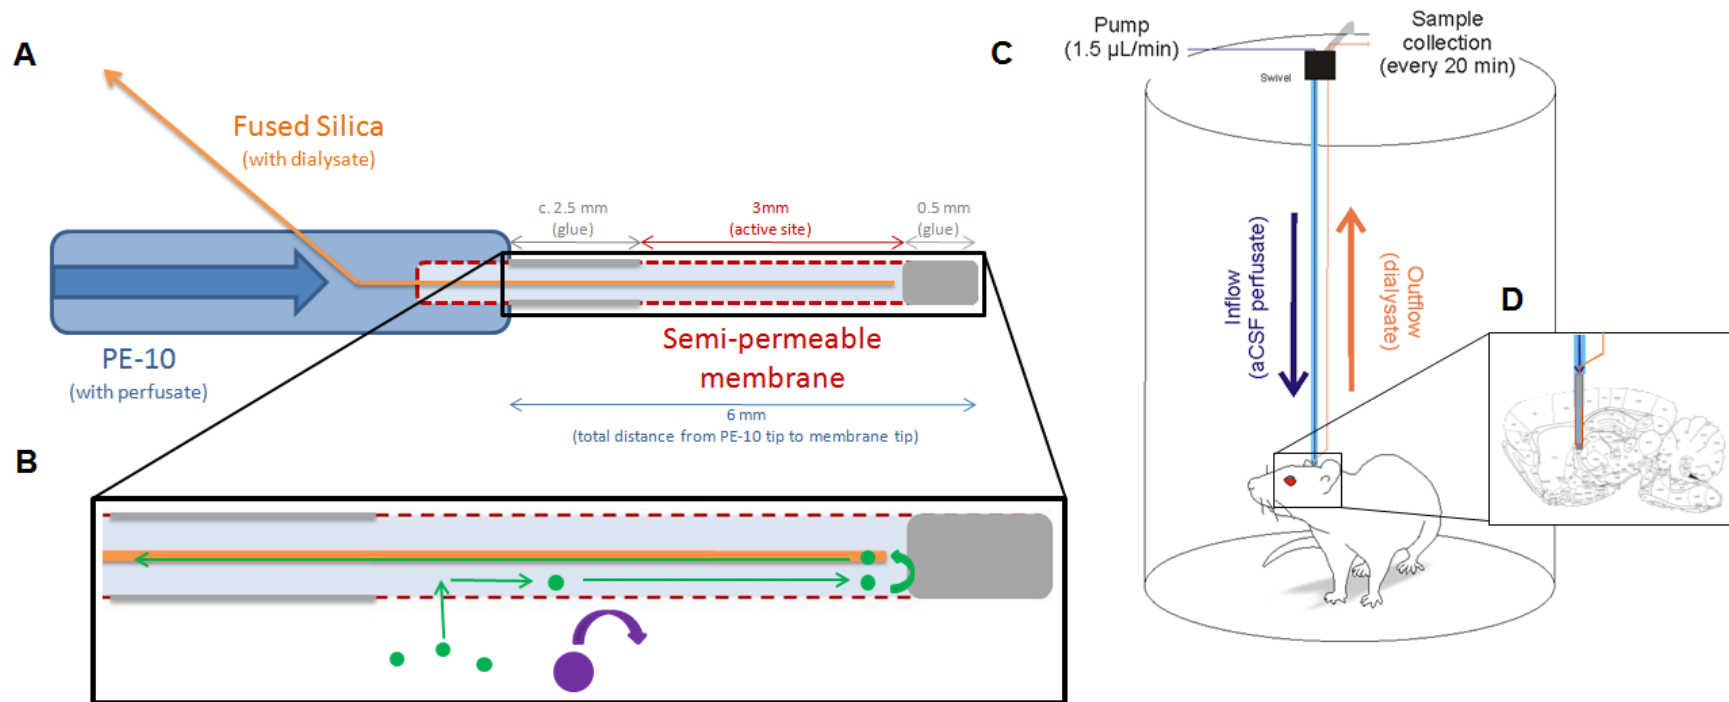 A
Fused Silica
(with dialysate)
c. 2.5 mm
(glue)
3mm
(active site)
0.5 mm
(glue)
PE-10
(with perfusate)
Semi-permeable
membrane
6 mm
(total distance from PE-10 tip to membrane tip)
B
C
Pump
(1.5 µL/min)
Swivel
Sample
collection
(every 20 min)
Inflow
(aCSF perfusate)
Outflow
(dialysate)
D